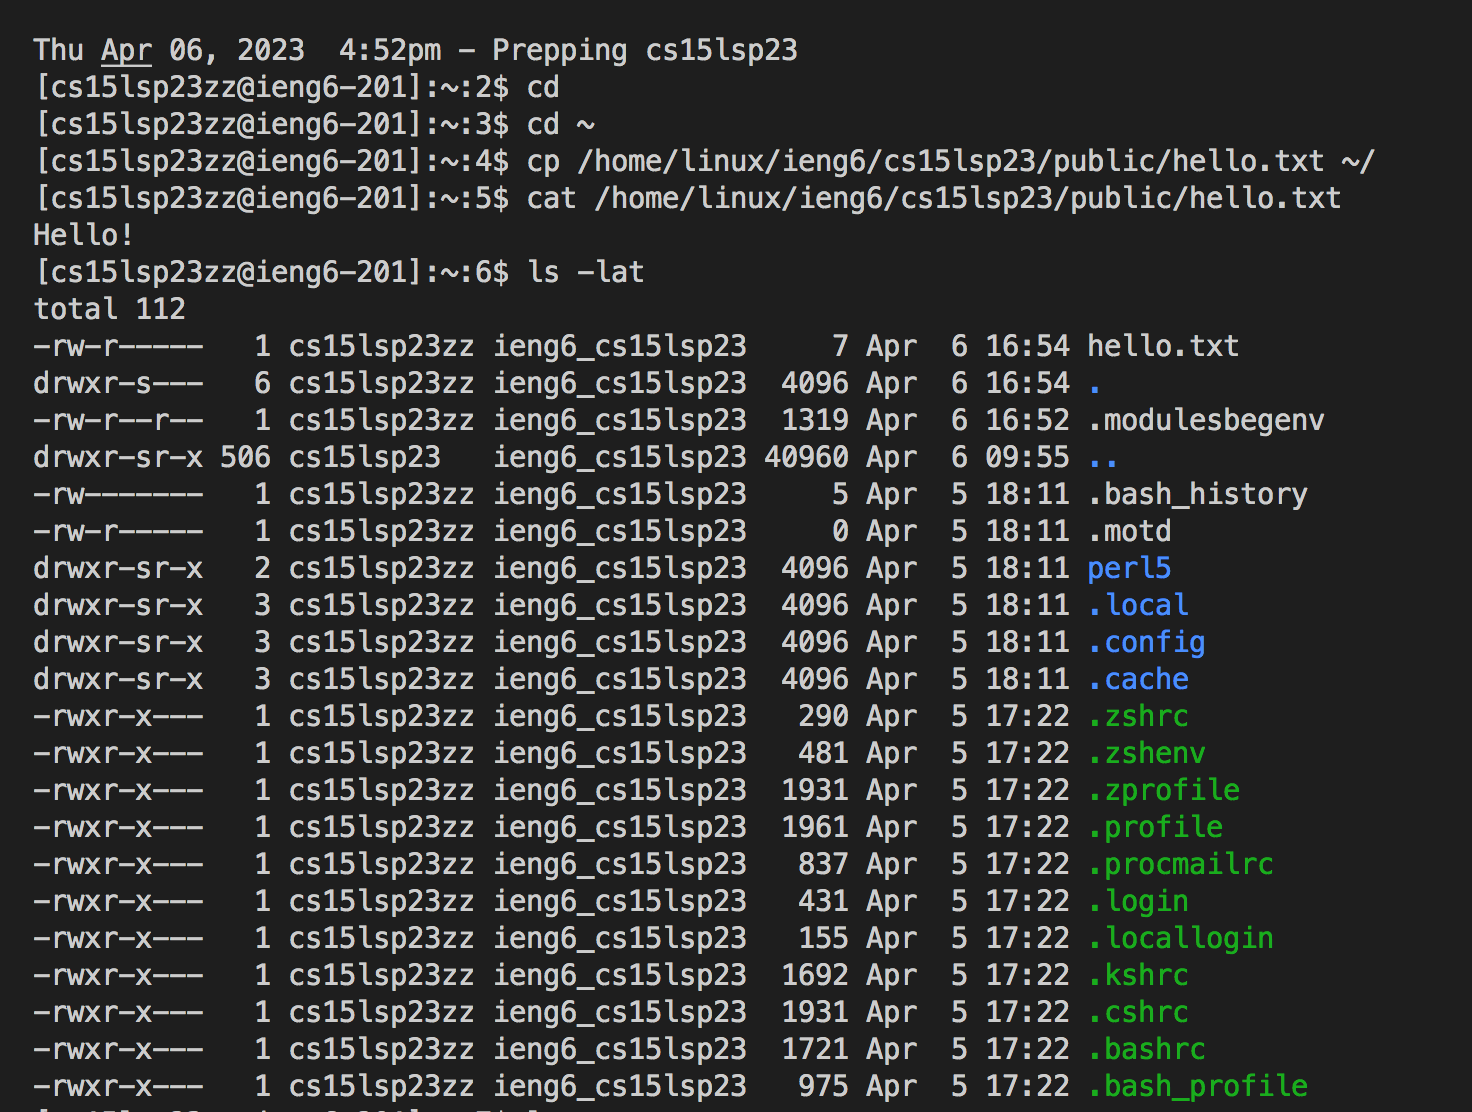 Thu Apr 06, 2023  4:52pm - Prepping cs15lsp23
[cs15lsp23zz@ieng6-201]:~:2$ cd
[cs15lsp23zz@ieng6-201]:~:3$ cd ~
[cs15lsp23zz@ieng6-201]:~:4$ cp /home/linux/ieng6/cs15lsp23/public/hello.txt ~/
[cs15lsp23zz@ieng6-201]:~:5$ cat /home/linux/ieng6/cs15lsp23/public/hello.txt
Hello!
[cs15lsp23zz@ieng6-201]:~:6$ ls -lat
total 112
-rw-r-----   1 cs15lsp23zz ieng6_cs15lsp23     7 Apr  6 16:54 hello.txt
drwxr-s---   6 cs15lsp23zz ieng6_cs15lsp23  4096 Apr  6 16:54 .
-rw-r--r--   1 cs15lsp23zz ieng6_cs15lsp23  1319 Apr  6 16:52 .modulesbegenv
drwxr-sr-x 506 cs15lsp23   ieng6_cs15lsp23 40960 Apr  6 09:55 ..
-rw-------   1 cs15lsp23zz ieng6_cs15lsp23     5 Apr  5 18:11 .bash_history
-rw-r-----   1 cs15lsp23zz ieng6_cs15lsp23     0 Apr  5 18:11 .motd
drwxr-sr-x   2 cs15lsp23zz ieng6_cs15lsp23  4096 Apr  5 18:11 perl5
drwxr-sr-x   3 cs15lsp23zz ieng6_cs15lsp23  4096 Apr  5 18:11 .local
drwxr-sr-x   3 cs15lsp23zz ieng6_cs15lsp23  4096 Apr  5 18:11 .config
drwxr-sr-x   3 cs15lsp23zz ieng6_cs15lsp23  4096 Apr  5 18:11 .cache
-rwxr-x---   1 cs15lsp23zz ieng6_cs15lsp23   290 Apr  5 17:22 .zshrc
-rwxr-x---   1 cs15lsp23zz ieng6_cs15lsp23   481 Apr  5 17:22 .zshenv
-rwxr-x---   1 cs15lsp23zz ieng6_cs15lsp23  1931 Apr  5 17:22 .zprofile
-rwxr-x---   1 cs15lsp23zz ieng6_cs15lsp23  1961 Apr  5 17:22 .profile
-rwxr-x---   1 cs15lsp23zz ieng6_cs15lsp23   837 Apr  5 17:22 .procmailrc
-rwxr-x---   1 cs15lsp23zz ieng6_cs15lsp23   431 Apr  5 17:22 .login
-rwxr-x---   1 cs15lsp23zz ieng6_cs15lsp23   155 Apr  5 17:22 .locallogin
-rwxr-x---   1 cs15lsp23zz ieng6_cs15lsp23  1692 Apr  5 17:22 .kshrc
-rwxr-x---   1 cs15lsp23zz ieng6_cs15lsp23  1931 Apr  5 17:22 .cshrc
-rwxr-x---   1 cs15lsp23zz ieng6_cs15lsp23  1721 Apr  5 17:22 .bashrc
-rwxr-x---   1 cs15lsp23zz ieng6_cs15lsp23   975 Apr  5 17:22 .bash_profile